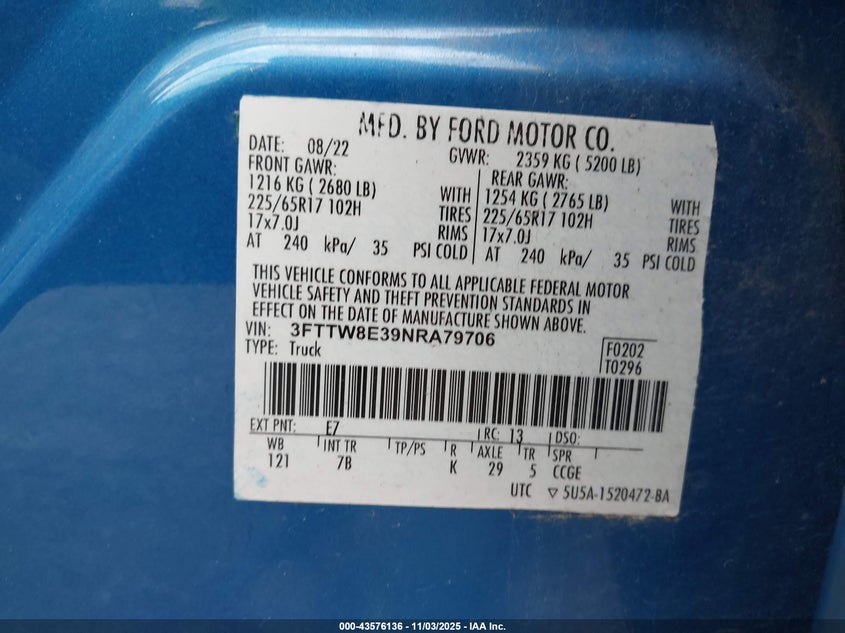 MFD. BY FORD MOTOR CO.
DATE: 08/22 GVWR: 2359 KG ( 5200 LB)
FRONT GAWR: REAR GAWR:
1216 KG ( 2680 LB) WITH 1254 KG ( 2765 LB) WITH
225/65R17 102H TIRES 225/65R17 102H TIRES
17x7.0J RIMS 17x7.0J RIMS
AT 240 kPa/ 35 PSI COLD AT 240 kPa/ 35 PSI COLD
THIS VEHICLE CONFORMS TO ALL APPLICABLE FEDERAL MOTOR
VEHICLE SAFETY AND THEFT PREVENTION STANDARDS IN
EFFECT ON THE DATE OF MANUFACTURE SHOWN ABOVE.
VIN: 3FTTW8E39NRA79706
TYPE: Truck F0202
T0296
EXT PNT: E7 RC: 13 DSO:
WB INT TR TP/PS R AXLE TR SPR
121 7B K 29 5 CCGE
UTC ▽ 5U5A-1520472-BA
000-43576136 - 11/03/2025 - IAA Inc.